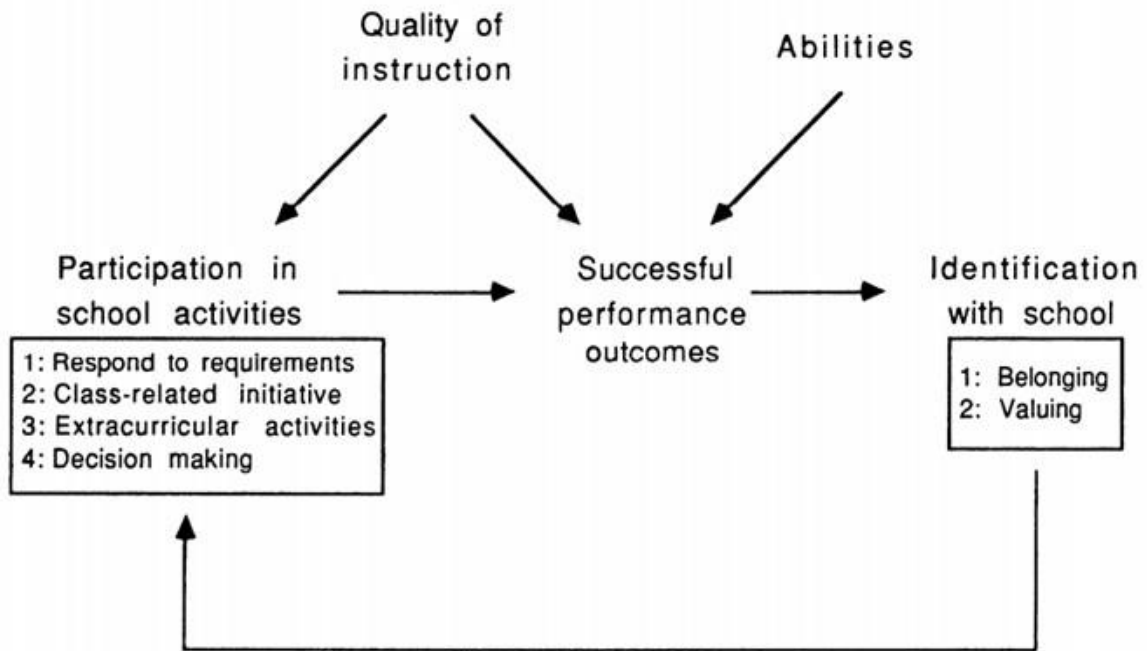 Quality of
instruction
Abilities
Participation in
school activities
1: Respond to requirements
2: Class-related initiative
3: Extracurricular activities
4: Decision making
Successful
performance
outcomes
Identification
with school
1: Belonging
2: Valuing